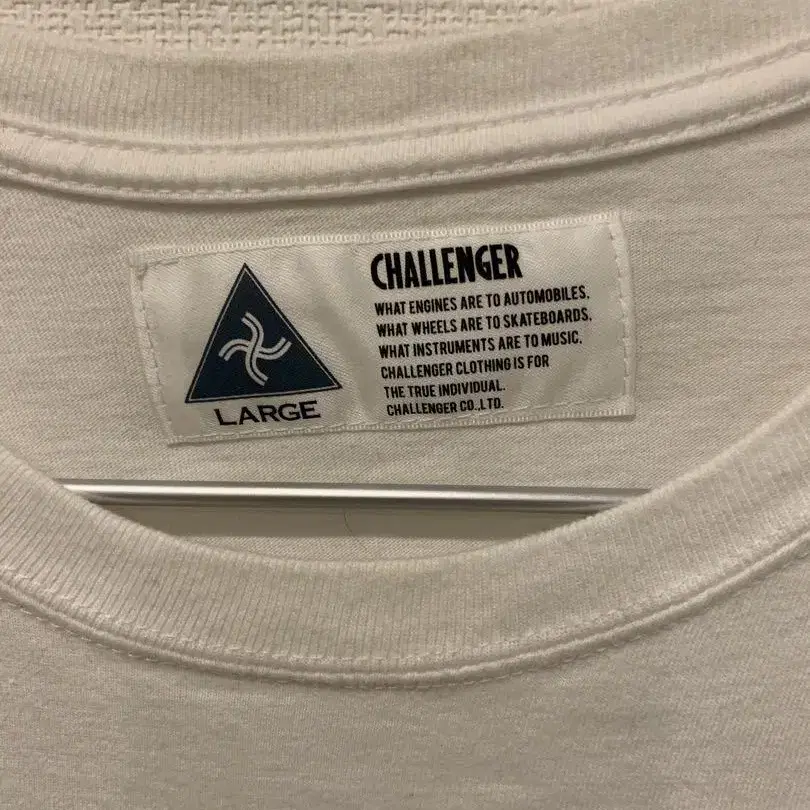 CHALLENGER
WHAT ENGINES ARE TO AUTOMOBILES.
WHAT WHEELS ARE TO SKATEBOARDS.
WHAT INSTRUMENTS ARE TO MUSIC.
CHALLENGER CLOTHING IS FOR
THE TRUE INDIVIDUAL.
CHALLENGER CO.,LTD.
LARGE